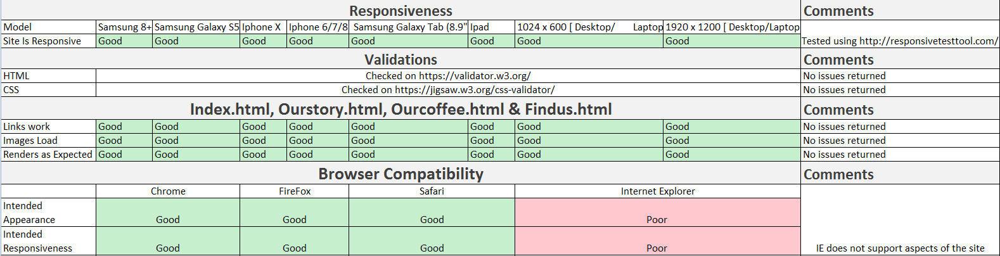 Responsiveness Comments
Model Samsung 8+ Samsung Galaxy S5 Iphone X Iphone 6/7/8 Samsung Galaxy Tab (8.9" Ipad 1024 x 600 [ Desktop/ Laptop 1920 x 1200 [ Desktop/Laptop
Site Is Responsive Good Good Good Good Good Good Good Good Tested using http://responsivetesttool.com/
Validations Comments
HTML Checked on https://validator.w3.org/ No issues returned
CSS Checked on https://jigsaw.w3.org/css-validator/ No issues returned
Index.html, Ourstory.html, Ourcoffee.html & Findus.html Comments
Links work Good Good Good Good Good Good Good Good No issues returned
Images Load Good Good Good Good Good Good Good Good No issues returned
Renders as Expected Good Good Good Good Good Good Good Good No issues returned
Browser Compatibility Comments
Chrome FireFox Safari Internet Explorer
Intended
Appearance Good Good Good Poor
Intended
Responsiveness Good Good Good Poor IE does not support aspects of the site